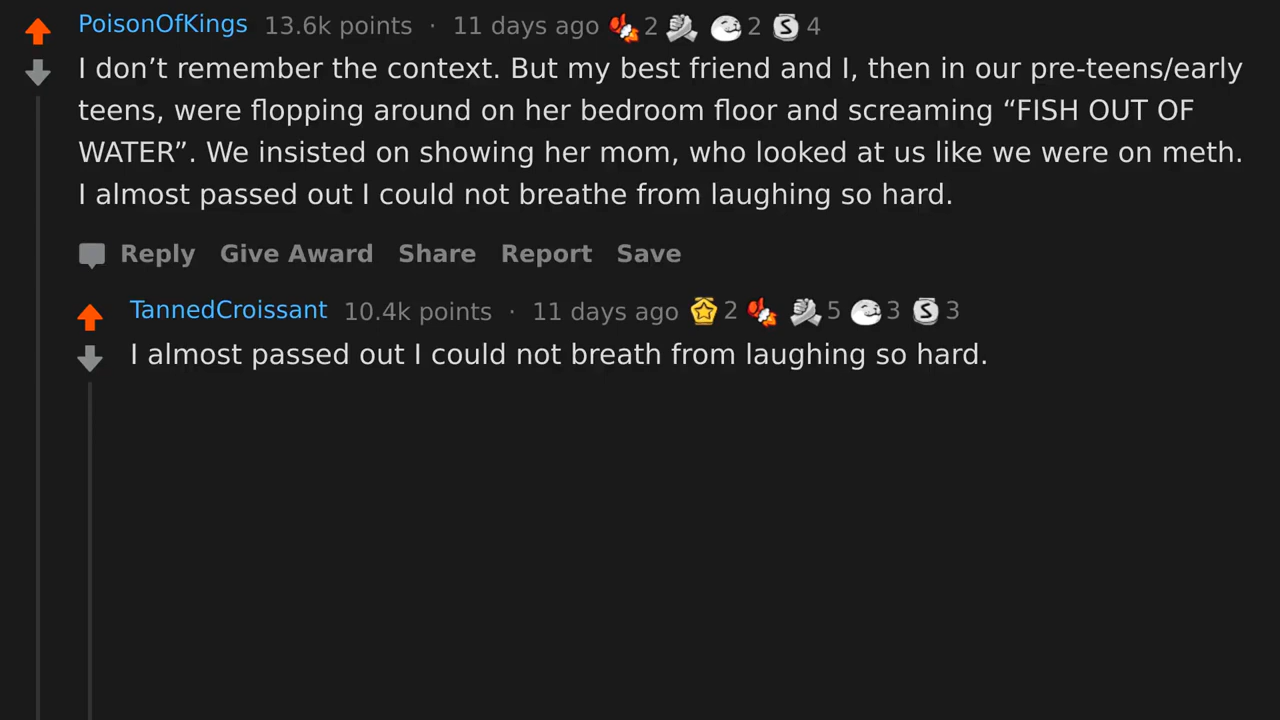 PoisonOfKings 13.6k points · 11 days ago 2 2 S 4
I don’t remember the context. But my best friend and I, then in our pre-teens/early
teens, were flopping around on her bedroom floor and screaming “FISH OUT OF
WATER”. We insisted on showing her mom, who looked at us like we were on meth.
I almost passed out I could not breathe from laughing so hard.
Reply Give Award Share Report Save
TannedCroissant 10.4k points · 11 days ago 2 5 3 S 3
I almost passed out I could not breath from laughing so hard.